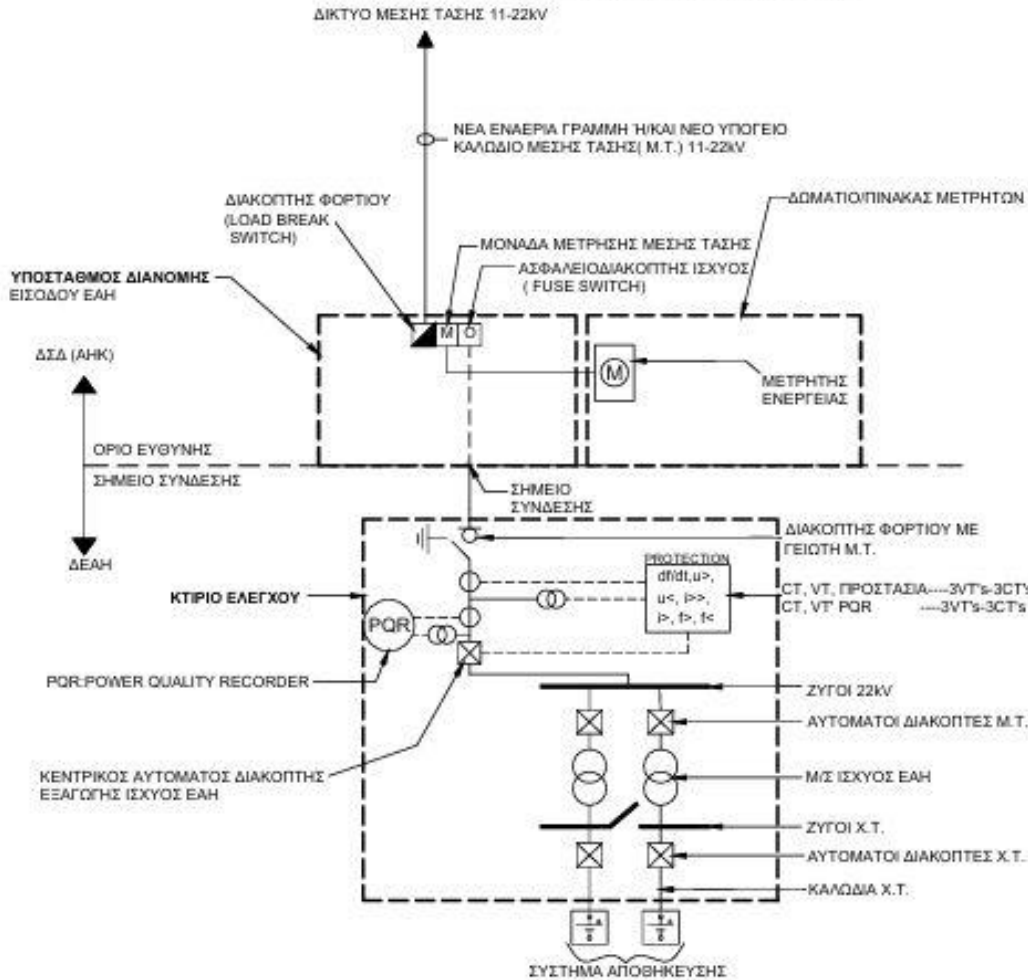 ΔΙΚΤΥΟ ΜΕΣΗΣ ΤΑΣΗΣ 11-22kV
ΝΕΑ ΕΝΑΕΡΙΑ ΓΡΑΜΜΗ Ή/ΚΑΙ ΝΕΟ ΥΠΟΓΕΙΟ
ΚΑΛΩΔΙΟ ΜΕΣΗΣ ΤΑΣΗΣ( Μ.Τ.) 11-22kV
ΔΙΑΚΟΠΤΗΣ ΦΟΡΤΙΟΥ
(LOAD BREAK
SWITCH)
ΔΩΜΑΤΙΟ/ΠΙΝΑΚΑΣ ΜΕΤΡΗΤΩΝ
ΜΟΝΑΔΑ ΜΕΤΡΗΣΗΣ ΜΕΣΗΣ ΤΑΣΗΣ
ΑΣΦΑΛΕΙΟΔΙΑΚΟΠΤΗΣ ΙΣΧΥΟΣ
( FUSE SWITCH)
ΥΠΟΣΤΑΘΜΟΣ ΔΙΑΝΟΜΗΣ
ΕΙΣΟΔΟΥ ΕΑΗ
M O
ΔΣΔ (ΑΗΚ)
M
ΜΕΤΡΗΤΗΣ
ΕΝΕΡΓΕΙΑΣ
ΟΡΙΟ ΕΥΘΥΝΗΣ
ΣΗΜΕΙΟ ΣΥΝΔΕΣΗΣ
ΣΗΜΕΙΟ
ΣΥΝΔΕΣΗΣ
ΔΕΑΗ
ΔΙΑΚΟΠΤΗΣ ΦΟΡΤΙΟΥ ΜΕ
ΓΕΙΩΤΗ Μ.Τ.
PROTECTION
df/dt,u>,
u<, i>>,
i>, f>, f<
CT, VT, ΠΡΟΣΤΑΣΙΑ----3VT's-3CT's
CT, VT' PQR ----3VT's-3CT's
ΚΤΙΡΙΟ ΕΛΕΓΧΟΥ
PQR
PQR:POWER QUALITY RECORDER
ΖΥΓΟΙ 22kV
ΑΥΤΟΜΑΤΟΙ ΔΙΑΚΟΠΤΕΣ Μ.Τ.
ΚΕΝΤΡΙΚΟΣ ΑΥΤΟΜΑΤΟΣ ΔΙΑΚΟΠΤΗΣ
ΕΞΑΓΩΓΗΣ ΙΣΧΥΟΣ ΕΑΗ
Μ/Σ ΙΣΧΥΟΣ ΕΑΗ
ΖΥΓΟΙ Χ.Τ.
ΑΥΤΟΜΑΤΟΙ ΔΙΑΚΟΠΤΕΣ Χ.Τ.
ΚΑΛΩΔΙΑ Χ.Τ.
ΣΥΣΤΗΜΑ ΑΠΟΘΗΚΕΥΣΗΣ